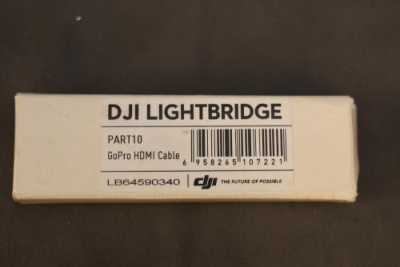 DJI LIGHTBRIDGE
PART10
GoPro HDMI Cable
6 958265 107221
LB64590340
dji THE FUTURE OF POSSIBLE